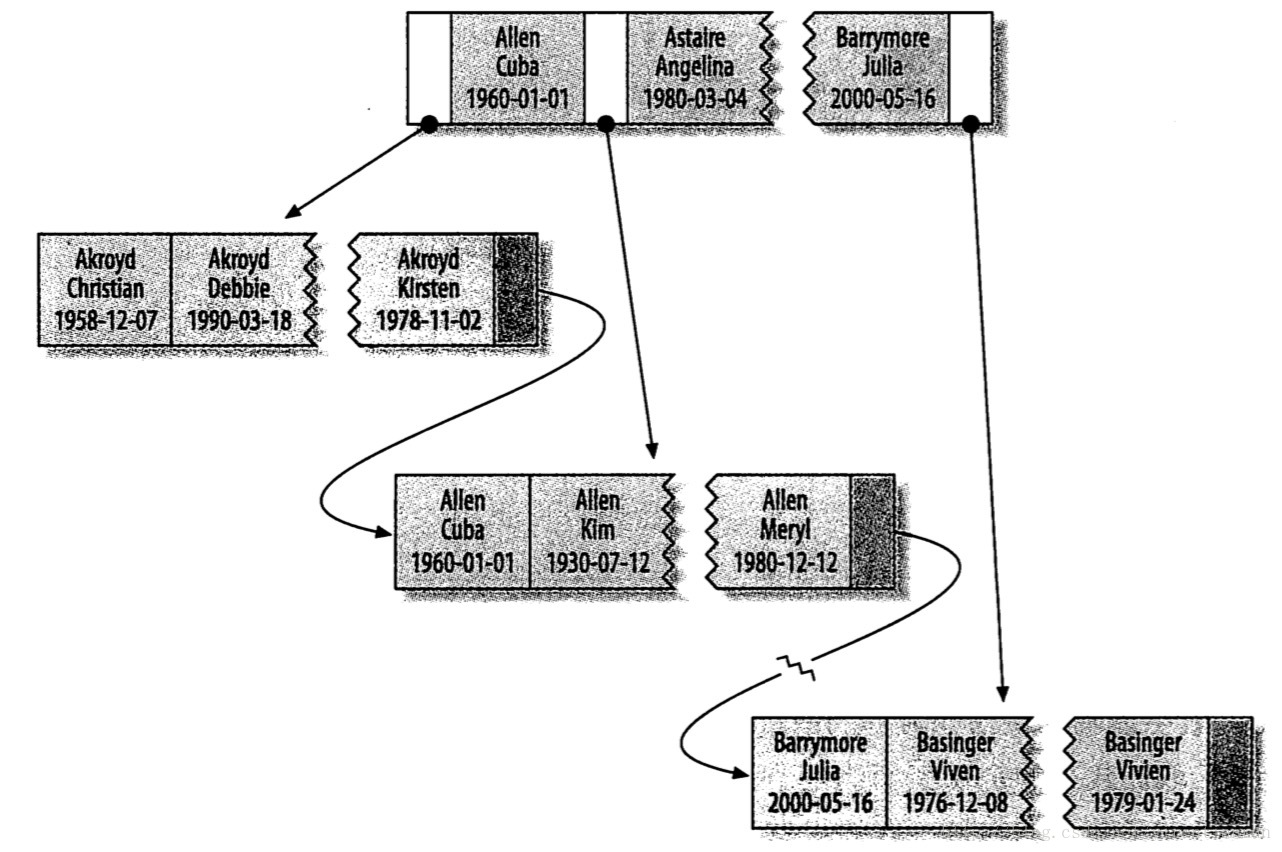 Allen
Cuba
1960-01-01
Astaire
Angelina
1980-03-04
Barrymore
Julia
2000-05-16
Akroyd
Christian
1958-12-07
Akroyd
Debbie
1990-03-18
Akroyd
Kirsten
1978-11-02
Allen
Cuba
1960-01-01
Allen
Kim
1930-07-12
Allen
Meryl
1980-12-12
Barrymore
Julia
2000-05-16
Basinger
Viven
1976-12-08
Basinger
Vivien
1979-01-24